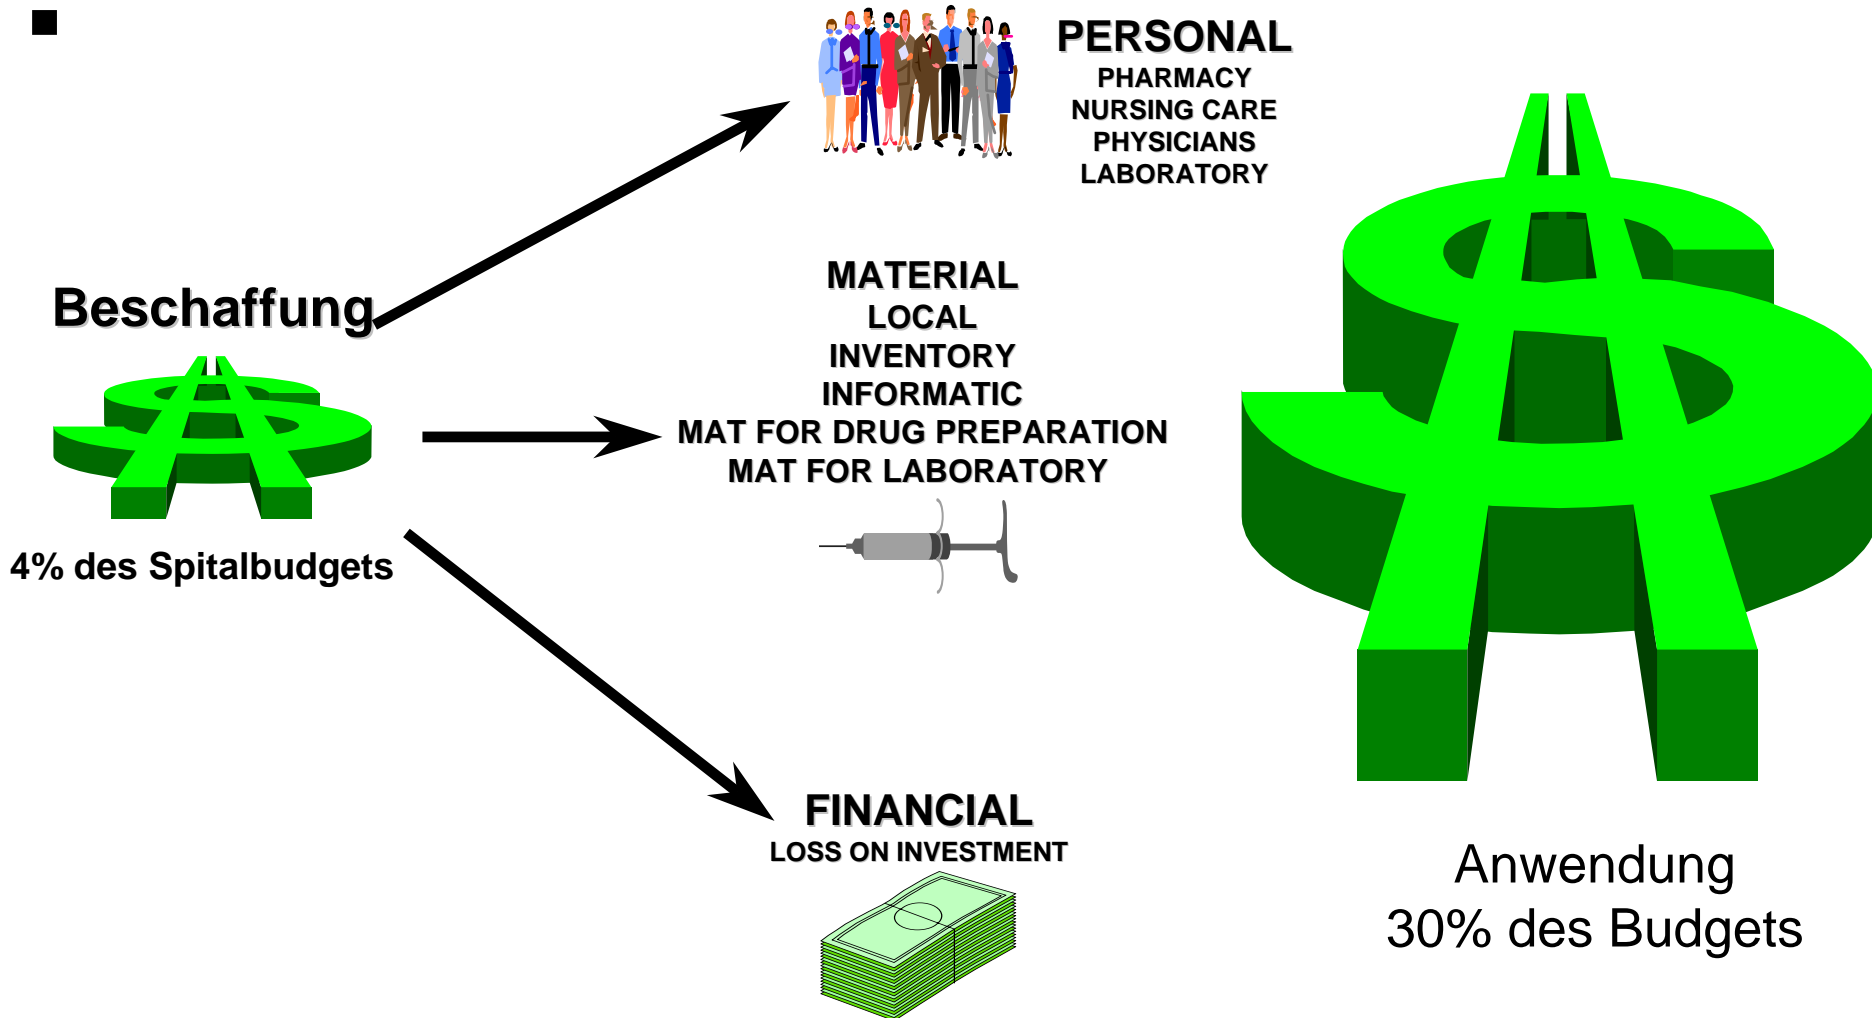 PERSONAL
PHARMACY
NURSING CARE
PHYSICIANS
LABORATORY
Beschaffung
4% des Spitalbudgets
MATERIAL
LOCAL
INVENTORY
INFORMATIC
MAT FOR DRUG PREPARATION
MAT FOR LABORATORY
FINANCIAL
LOSS ON INVESTMENT
Anwendung
30% des Budgets